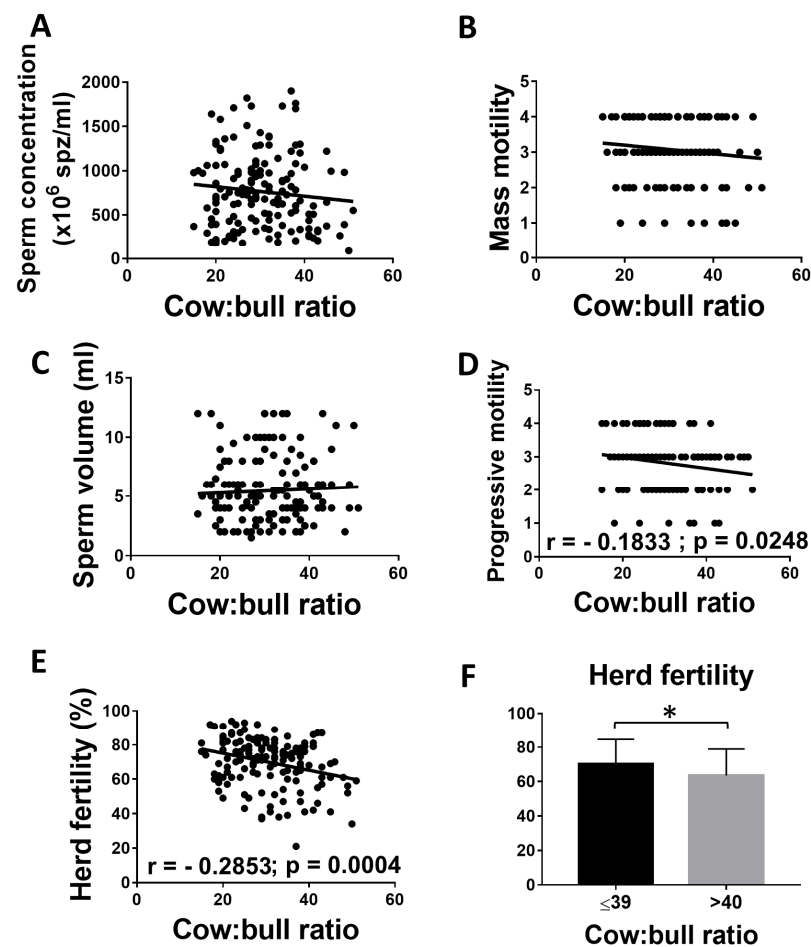 A
Sperm concentration
(x10⁶ spz/ml)
2000
1500
1000
500
0
0 20 40 60
Cow:bull ratio
B
Mass motility
5
4
3
2
1
0
0 20 40 60
Cow:bull ratio
C
Sperm volume (ml)
15
10
5
0
0 20 40 60
Cow:bull ratio
D
Progressive motility
5
4
3
2
1
0
r = - 0.1833 ; p = 0.0248
0 20 40 60
Cow:bull ratio
E
Herd fertility (%)
100
80
60
40
20
0
r = - 0.2853; p = 0.0004
0 20 40 60
Cow:bull ratio
F
Herd fertility
100
80
60
40
20
0
*
≤39 >40
Cow:bull ratio